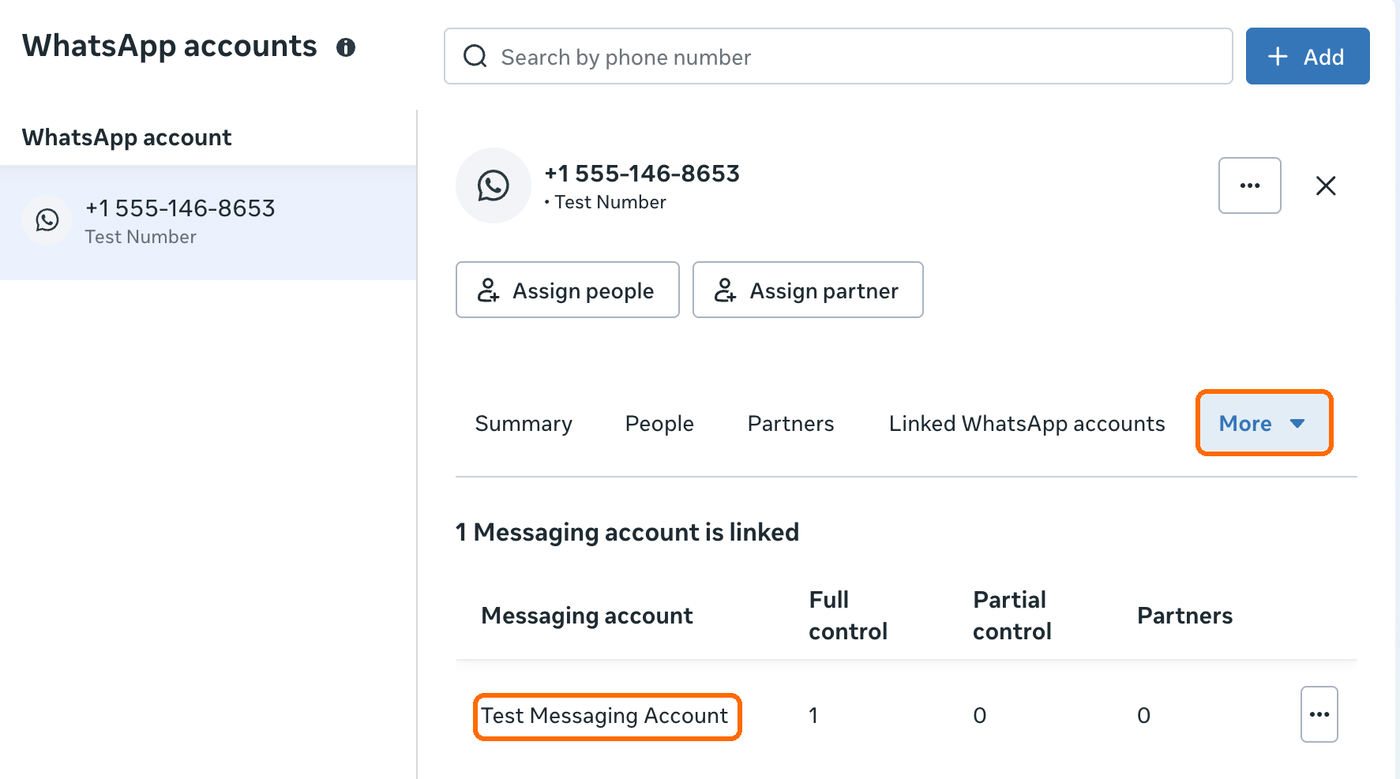 WhatsApp accounts
Search by phone number
+ Add
WhatsApp account
+1 555-146-8653
Test Number
+1 555-146-8653
• Test Number
Assign people
Assign partner
Summary
People
Partners
Linked WhatsApp accounts
More
1 Messaging account is linked
Messaging account
Full control
Partial control
Partners
Test Messaging Account
1
0
0